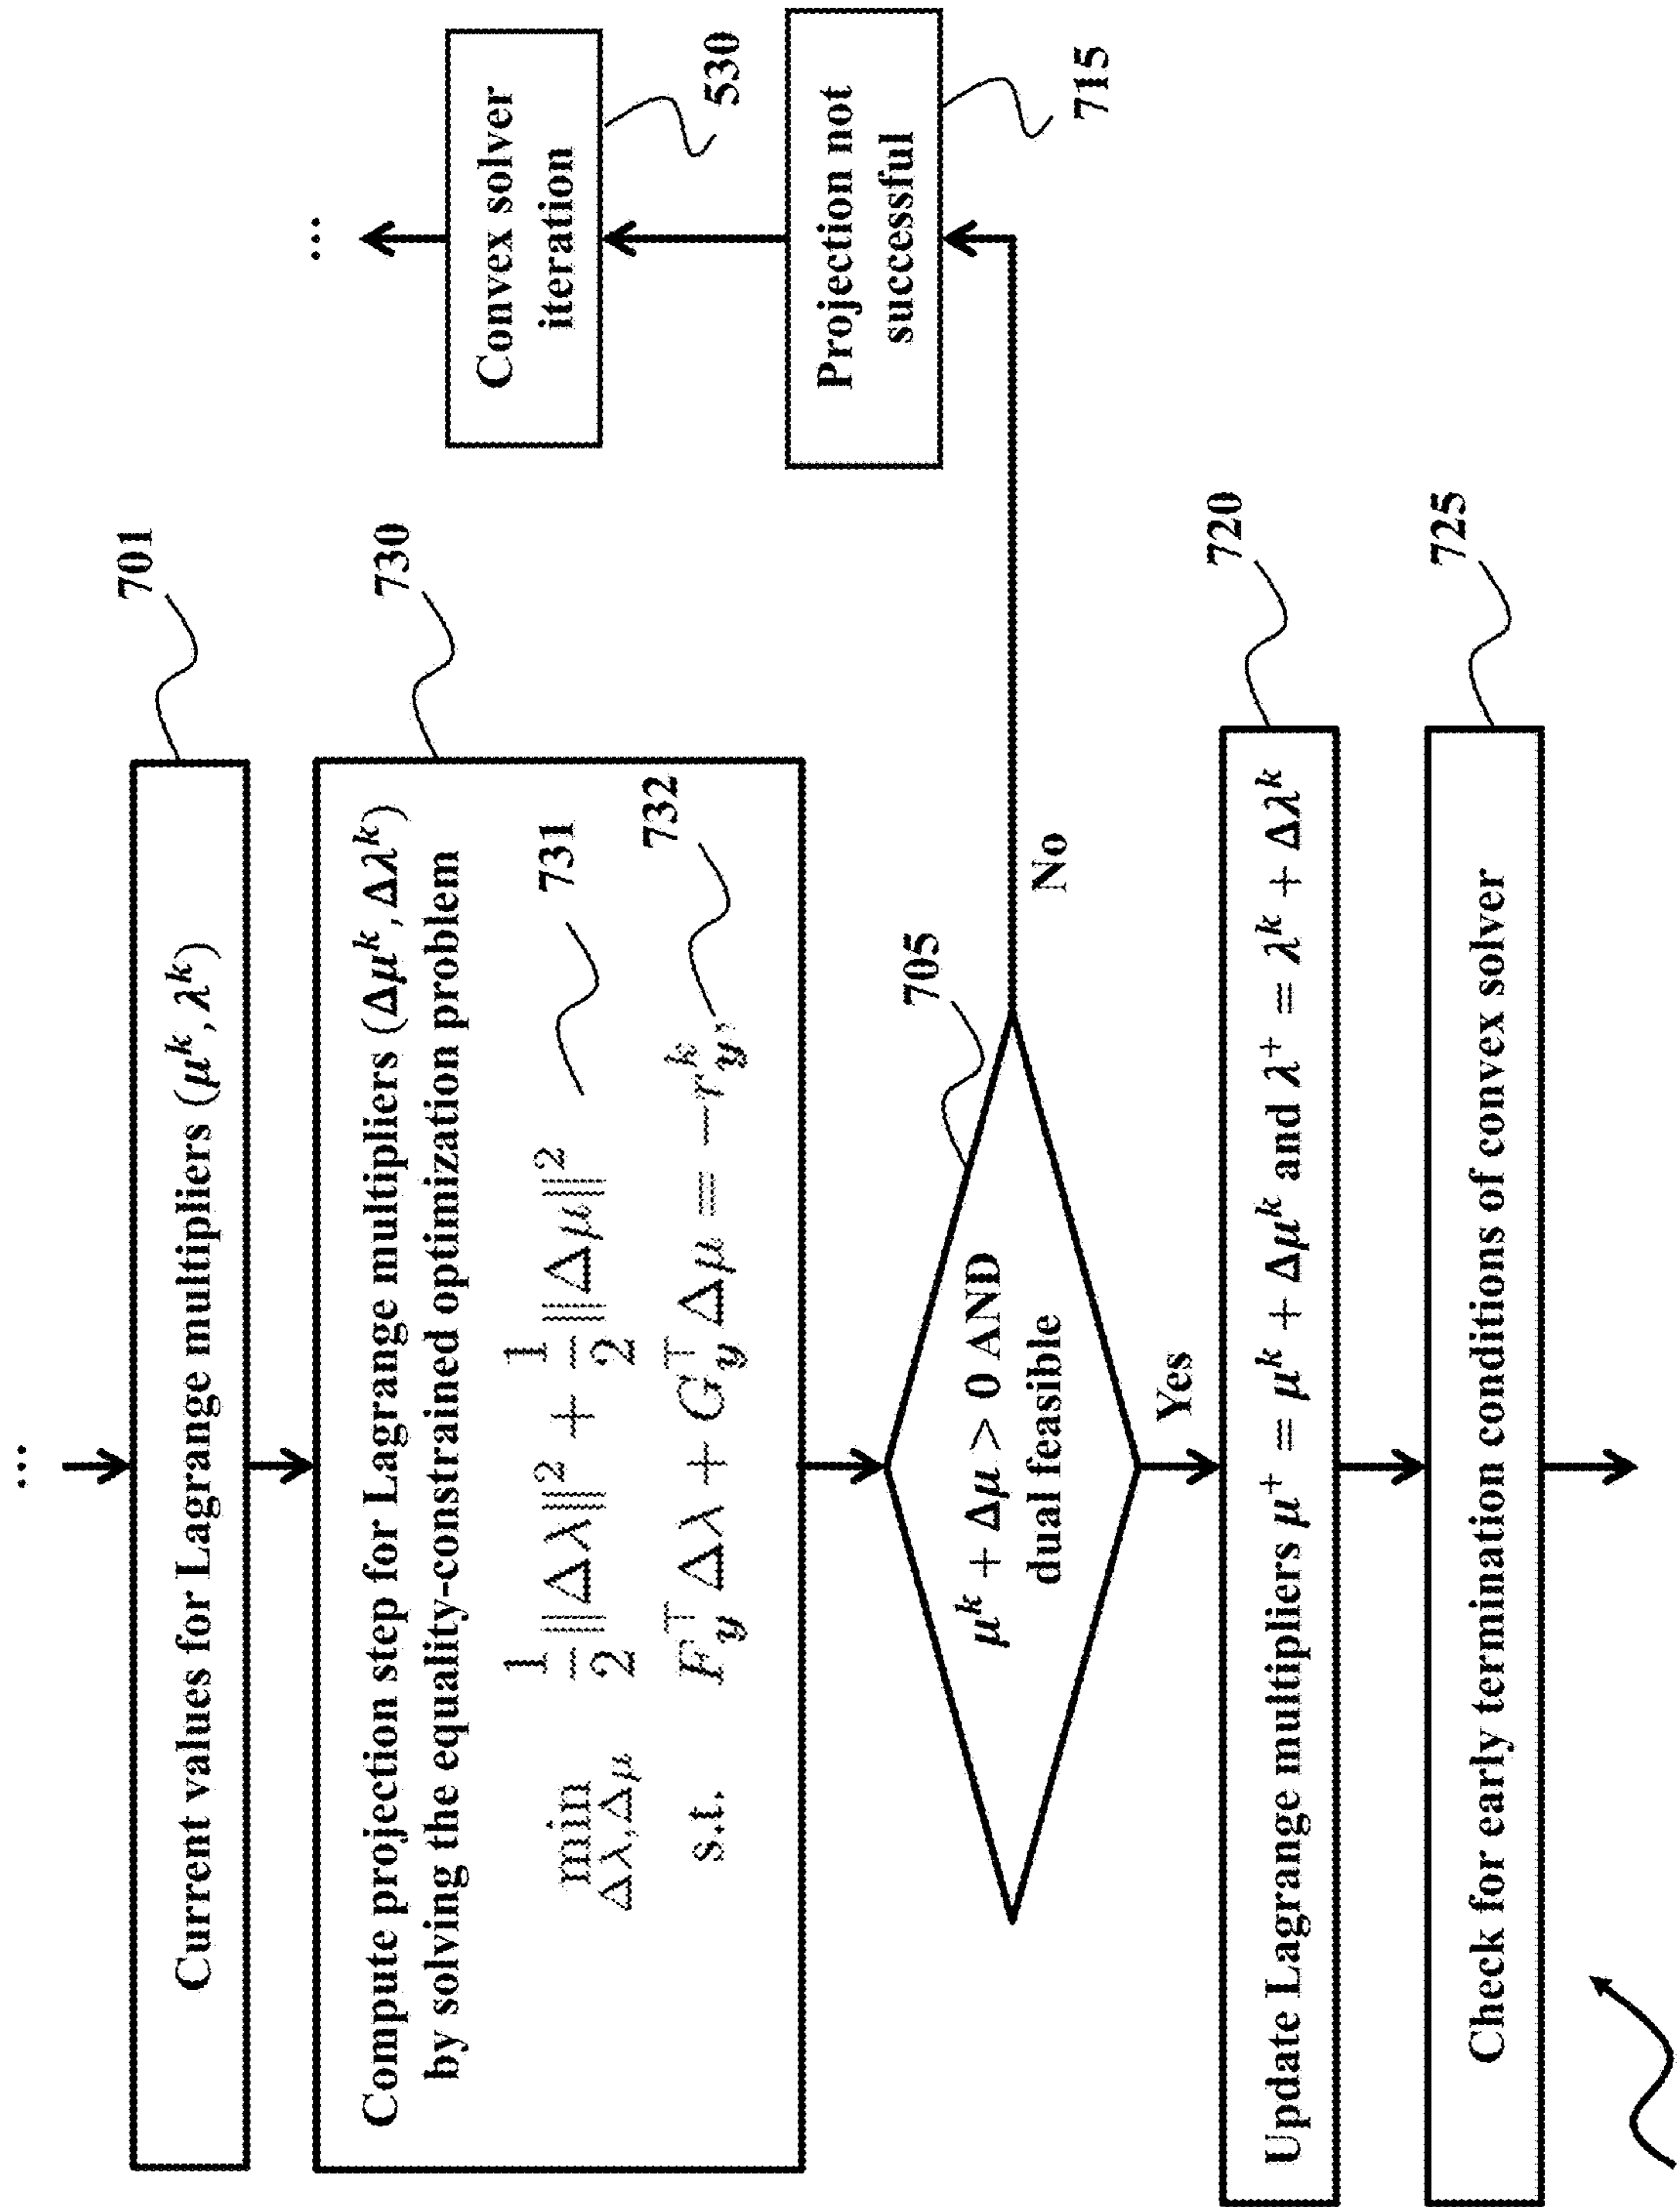 ...
Current values for Lagrange multipliers (μ^k, λ^k)
701
Compute projection step for Lagrange multipliers (Δμ^k, Δλ^k)
by solving the equality-constrained optimization problem
730
min_{Δλ,Δμ} 1/2 ||Δλ||^2 + 1/2 ||Δμ||^2
731
s.t. F_y^⊤ Δλ + G_y^⊤ Δμ = −r_y^k,
732
μ^k + Δμ > 0 AND
dual feasible
705
No
Yes
Projection not
successful
715
Convex solver
iteration
530
...
Update Lagrange multipliers μ^+ = μ^k + Δμ^k and λ^+ = λ^k + Δλ^k
720
Check for early termination conditions of convex solver
725